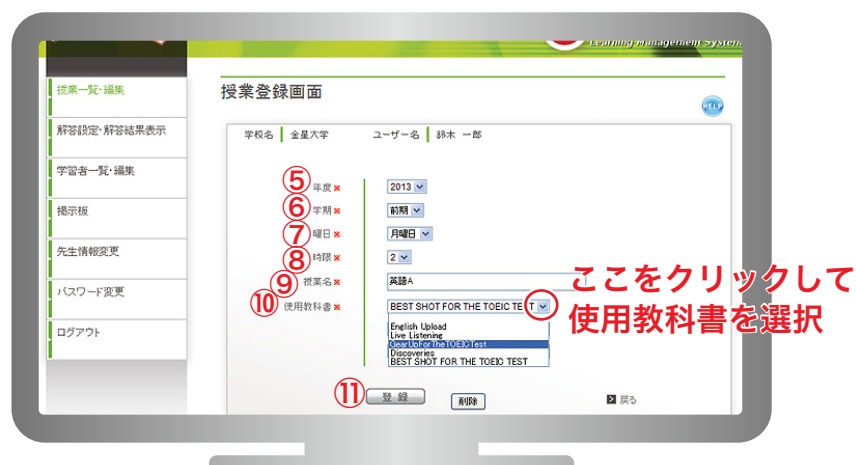 Learning Management System
授業一覧・編集
解答設定・解答結果表示
学習者一覧・編集
掲示板
先生情報変更
パスワード変更
ログアウト
授業登録画面
HELP
学校名 金星大学 ユーザー名 鈴木 一郎
⑤ 年度 2013
⑥ 学期 前期
⑦ 曜日 月曜日
⑧ 時限 2
⑨ 授業名 英語A
⑩ 使用教科書 BEST SHOT FOR THE TOEIC TEST
English Upload
Live Listening
GearUpForTheTOEICTest
Discoveries
BEST SHOT FOR THE TOEIC TEST
ここをクリックして
使用教科書を選択
⑪ 登録 削除 戻る